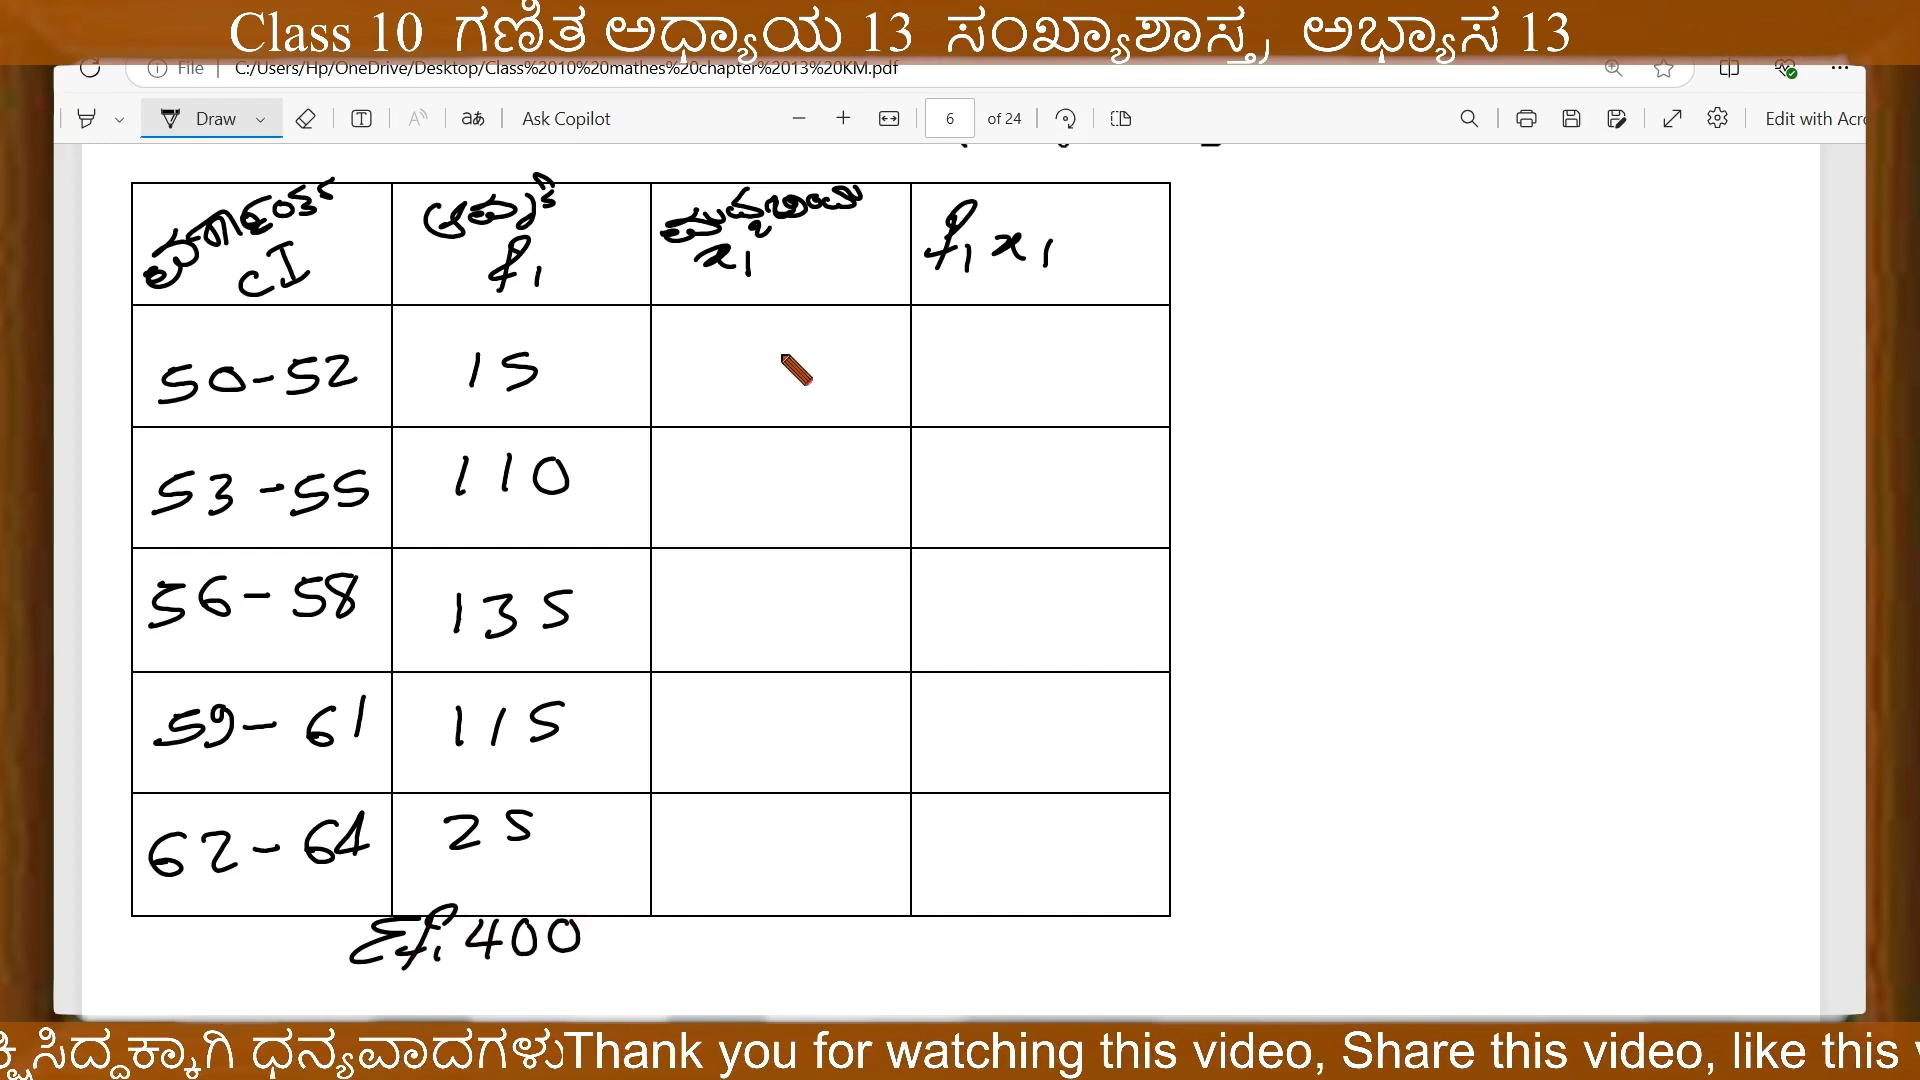 Class 10 ಗಣಿತ ಅಧ್ಯಾಯ 13 ಸಂಖ್ಯಾಶಾಸ್ತ್ರ, ಅಭ್ಯಾಸ 13
File C:/Users/Hp/OneDrive/Desktop/Class%2010%20mathes%20chapter%2013%20KM.pdf
Draw aあ Ask Copilot 6 of 24 Edit with Acro
CI f1 x1 f1 x1
50-52 15
53-55 110
56-58 135
59-61 115
62-64 25
Σf1 400
ಧನ್ಯವಾದಗಳು Thank you for watching this video, Share this video, like this